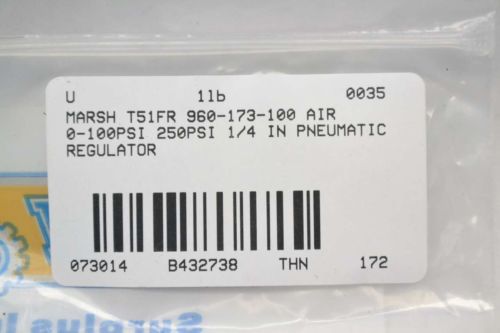 U 1lb 0035
MARSH T51FR 960-173-100 AIR
0-100PSI 250PSI 1/4 IN PNEUMATIC
REGULATOR
073014 B432738 THN 172
Surplus